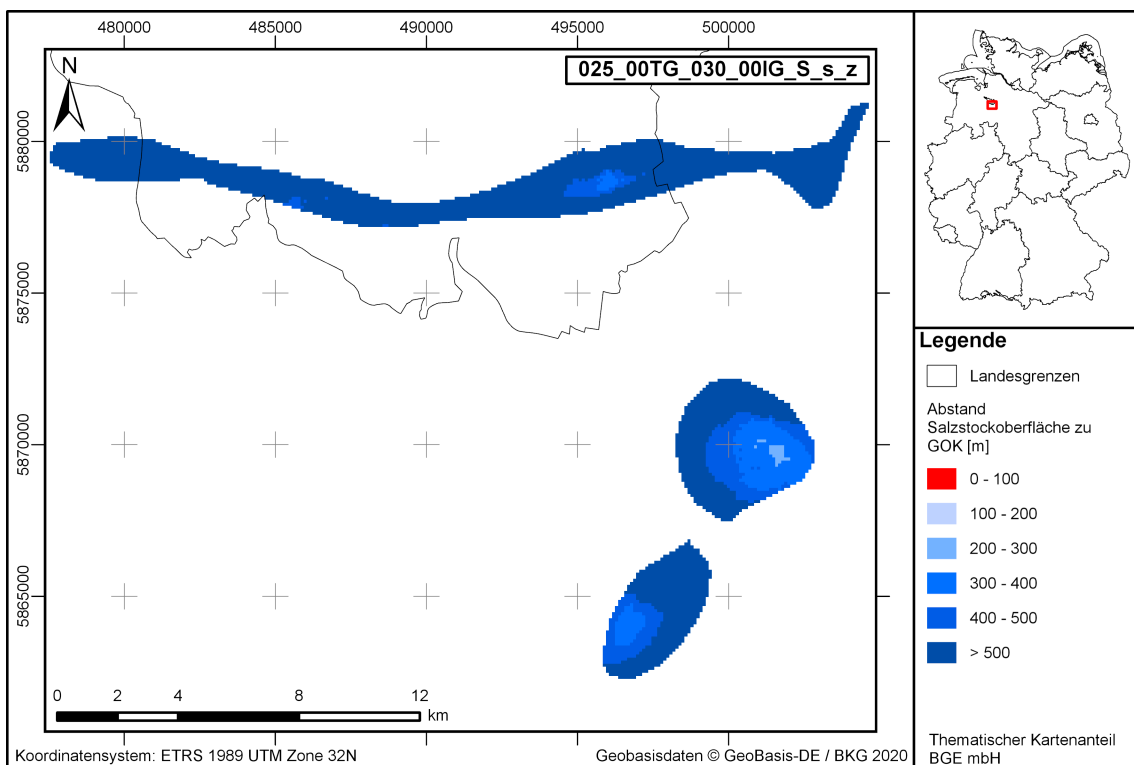 480000 485000 490000 495000 500000
025_00TG_030_00IG_S_s_z
N
5880000
5875000
5870000
5865000
0 2 4 8 12
km
Koordinatensystem: ETRS 1989 UTM Zone 32N
Geobasisdaten © GeoBasis-DE / BKG 2020
Legende
Landesgrenzen
Abstand
Salzstockoberfläche zu
GOK [m]
0 - 100
100 - 200
200 - 300
300 - 400
400 - 500
> 500
Thematischer Kartenanteil
BGE mbH